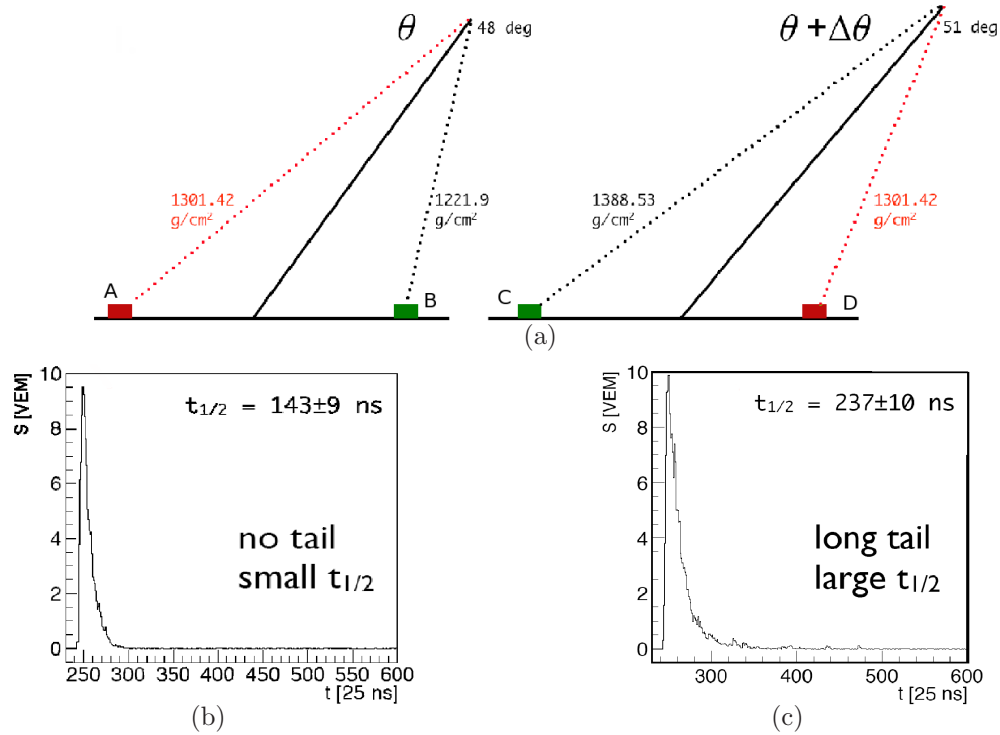 θ
48 deg
1301.42
g/cm²
1221.9
g/cm²
A
B
θ + Δθ
51 deg
1388.53
g/cm²
1301.42
g/cm²
C
D
(a)
S [VEM]
10
8
6
4
2
0
t1/2 = 143±9 ns
no tail
small t1/2
250 300 350 400 450 500 550 600
t [25 ns]
(b)
S [VEM]
10
8
6
4
2
0
t1/2 = 237±10 ns
long tail
large t1/2
300 400 500 600
t [25 ns]
(c)